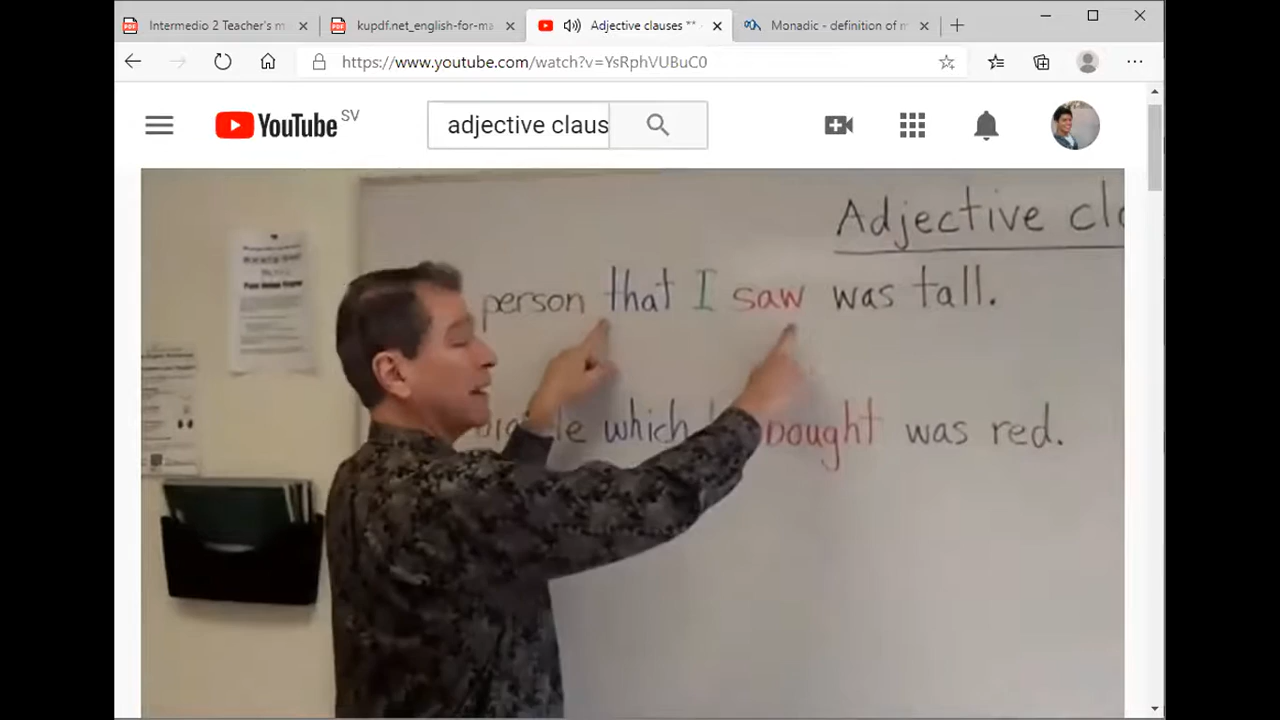 Intermedio 2 Teacher's m
kupdf.net_english-for-ma
Adjective clauses **
Monadic - definition of m
https://www.youtube.com/watch?v=YsRphVUBuC0
YouTube SV
adjective claus
Adjective cl
person that I saw was tall.
which bought was red.